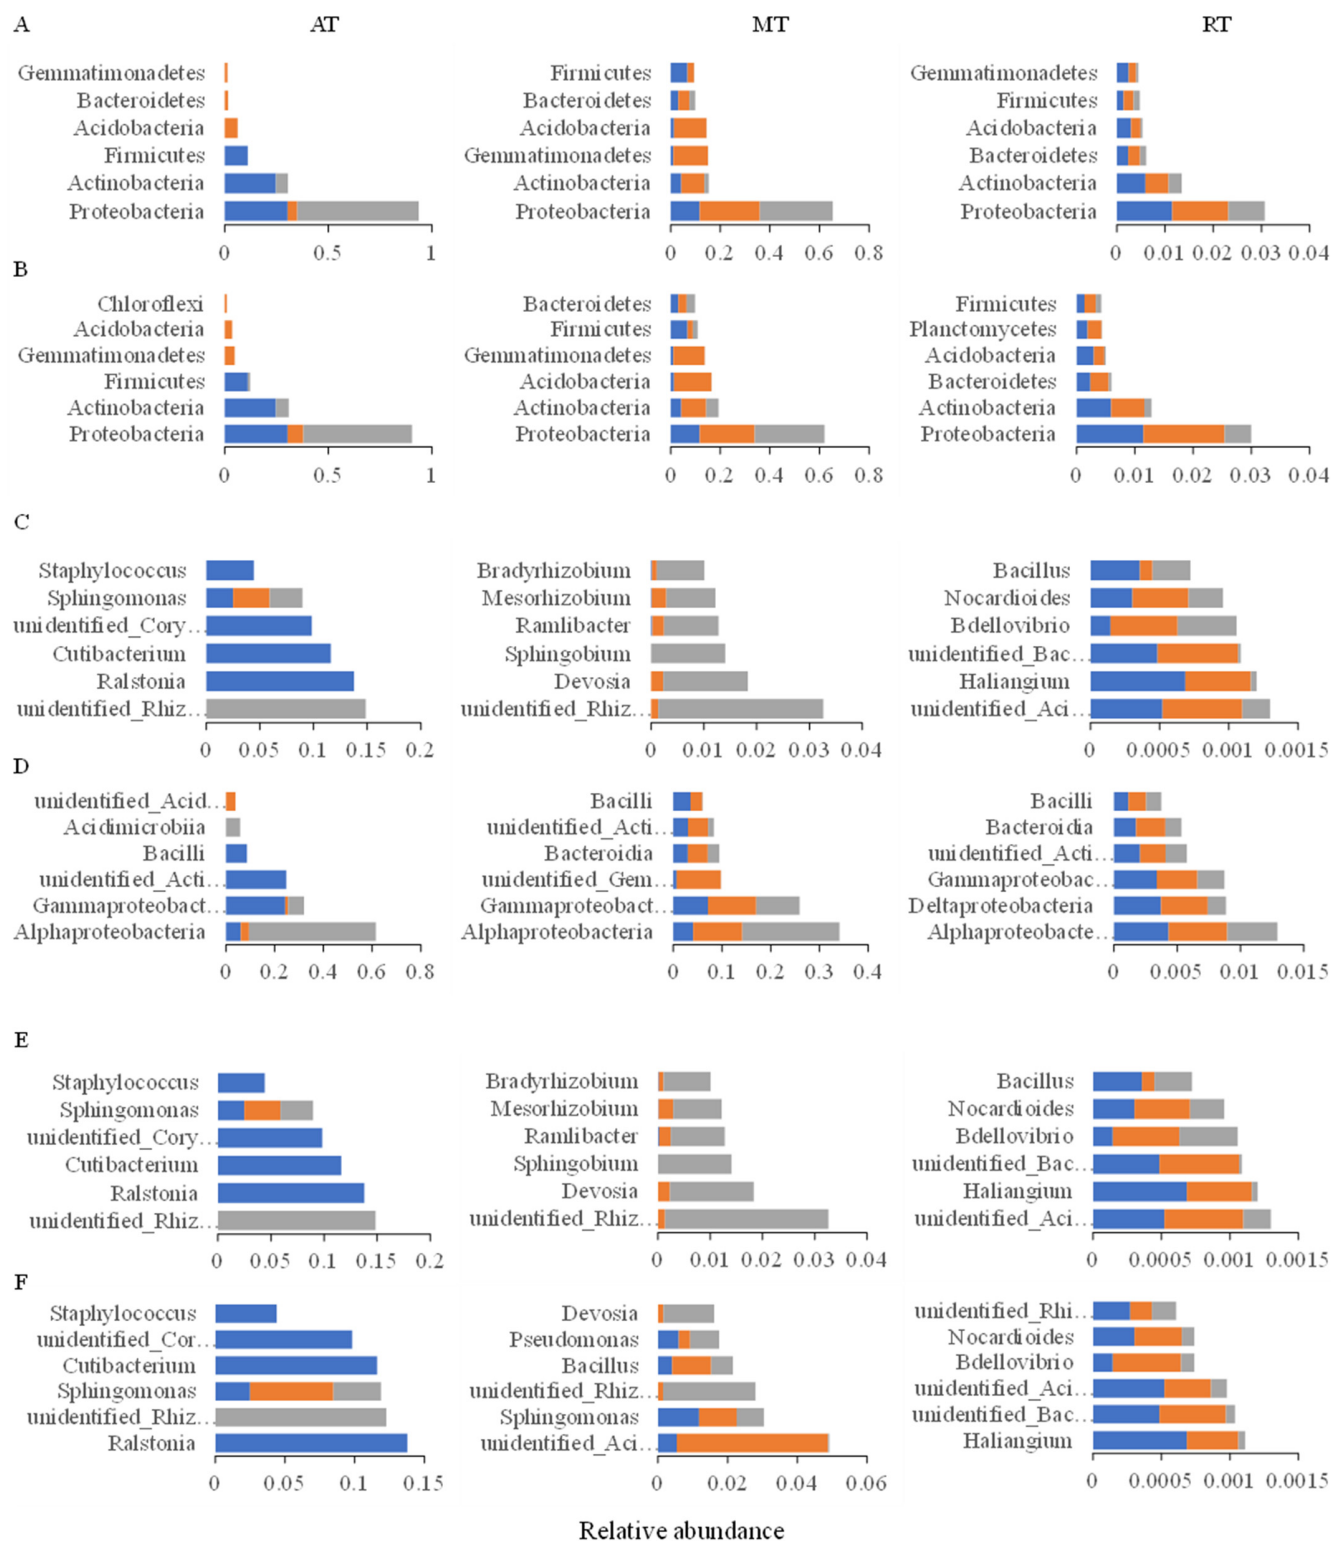 A AT MT RT
Gemmatimonadetes Firmicutes Gemmatimonadetes
Bacteroidetes Bacteroidetes Firmicutes
Acidobacteria Acidobacteria Acidobacteria
Firmicutes Gemmatimonadetes Bacteroidetes
Actinobacteria Actinobacteria Actinobacteria
Proteobacteria Proteobacteria Proteobacteria
0 0.5 1 0 0.2 0.4 0.6 0.8 0 0.01 0.02 0.03 0.04
B
Chloroflexi Bacteroidetes Firmicutes
Acidobacteria Firmicutes Planctomycetes
Gemmatimonadetes Gemmatimonadetes Acidobacteria
Firmicutes Acidobacteria Bacteroidetes
Actinobacteria Actinobacteria Actinobacteria
Proteobacteria Proteobacteria Proteobacteria
0 0.5 1 0 0.2 0.4 0.6 0.8 0 0.01 0.02 0.03 0.04
C
Staphylococcus Bradyrhizobium Bacillus
Sphingomonas Mesorhizobium Nocardioides
unidentified_Cory... Ramlibacter Bdellovibrio
Cutibacterium Sphingobium unidentified_Bac...
Ralstonia Devosia Haliangium
unidentified_Rhiz... unidentified_Rhiz... unidentified_Aci...
0 0.05 0.1 0.15 0.2 0 0.01 0.02 0.03 0.04 0 0.0005 0.001 0.0015
D
unidentified_Acid... Bacilli Bacilli
Acidimicrobiia unidentified_Acti... Bacteroidia
Bacilli Bacteroidia unidentified_Acti...
unidentified_Acti... unidentified_Gem... Gammaproteobac...
Gammaproteobact... Gammaproteobact... Deltaproteobacteria
Alphaproteobacteria Alphaproteobacteria Alphaproteobacte...
0 0.2 0.4 0.6 0.8 0 0.1 0.2 0.3 0.4 0 0.005 0.01 0.015
E
Staphylococcus Bradyrhizobium Bacillus
Sphingomonas Mesorhizobium Nocardioides
unidentified_Cory... Ramlibacter Bdellovibrio
Cutibacterium Sphingobium unidentified_Bac...
Ralstonia Devosia Haliangium
unidentified_Rhiz... unidentified_Rhiz... unidentified_Aci...
0 0.05 0.1 0.15 0.2 0 0.01 0.02 0.03 0.04 0 0.0005 0.001 0.0015
F
Staphylococcus Devosia unidentified_Rhi...
unidentified_Cor... Pseudomonas Nocardioides
Cutibacterium Bacillus Bdellovibrio
Sphingomonas unidentified_Rhiz... unidentified_Aci...
unidentified_Rhiz... Sphingomonas unidentified_Bac...
Ralstonia unidentified_Aci... Haliangium
0 0.05 0.1 0.15 0 0.02 0.04 0.06 0 0.0005 0.001 0.0015
Relative abundance